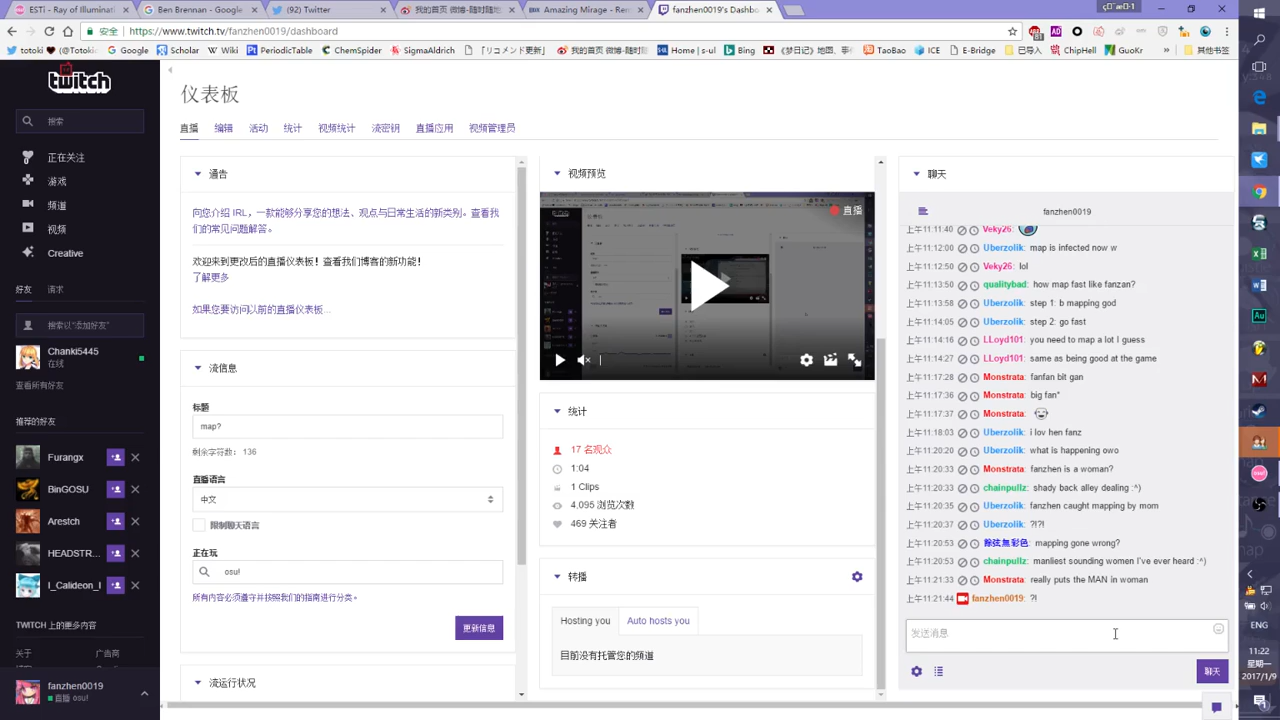 ESTi - Google
Google
(92) Twitter
我的首页 微博-随时随地
Amazing Mirage - Ren
fanzhen0019's Dashbo
安全
https://www.twitch.tv/fanzhen0019/dashboard
totoki ❤(@Totoki
Google
Scholar
Wiki
BT
PeriodicTable
ChemSpider
SigmaAldrich
「リコメント更新」
我的首页 微博-随时
Home | s-ul
Bing
《梦日记》地图、事
TaoBao
ICE
E-Bridge
已导入
ChipHell
GuoKr
»
其他书签
twitch
搜索
正在关注
游戏
频道
视频
Creative
好友
请求
搜索以"添加好友"
Chanki5445
在线
查看所有好友
推荐的好友
Furangx
BinGOSU
Arestch
HEADSTR...
I_Calideon_I
TWITCH 上的更多内容
关于
广告商
fanzhen0019
直播 osu!
仪表板
直播
编辑
活动
统计
视频统计
流密钥
直播应用
视频管理员
通告
向您介绍 IRL，一款能够分享您的想法、观点与日常生活的新类别。查看我
们的常见问题解答。
欢迎来到更改后的直播仪表！查看我们博客的新功能！
了解更多
如果您要访问以前的直播仪表板...
流信息
标题
map?
剩余字符数: 136
直播语言
中文
限制聊天语言
正在玩
osu!
所有内容必须遵守并按照我们的指南进行分类。
更新信息
流运行状况
视频预览
直播
统计
17 名观众
1:04
1 Clips
4,095 浏览次数
469 关注者
转播
Hosting you
Auto hosts you
目前没有托管您的频道
聊天
fanzhen0019
上午11:11:40 Veky26:
上午11:12:00 Uberzolik: map is infected now w
上午11:12:50 Veky26: lol
上午11:13:50 qualitybad: how map fast like fanzan?
上午11:13:58 Uberzolik: step 1: b mapping god
上午11:14:05 Uberzolik: step 2: go fast
上午11:14:16 LLoyd101: you need to map a lot I guess
上午11:14:27 LLoyd101: same as being good at the game
上午11:17:28 Monstrata: fanfan bit gan
上午11:17:36 Monstrata: big fan*
上午11:17:37 Monstrata:
上午11:18:03 Uberzolik: i lov hen fanz
上午11:20:20 Uberzolik: what is happening owo
上午11:20:33 Monstrata: fanzhen is a woman?
上午11:20:33 chainpullz: shady back alley dealing :^)
上午11:20:35 Uberzolik: fanzhen caught mapping by mom
上午11:20:37 Uberzolik: ?!?!
上午11:20:53 mapping gone wrong?
上午11:20:53 chainpullz: manliest sounding women I've ever heard :^)
上午11:21:33 Monstrata: really puts the MAN in woman
上午11:21:44 fanzhen0019: ?!
发送消息
聊天
ENG
11:22
星期一
2017/1/9